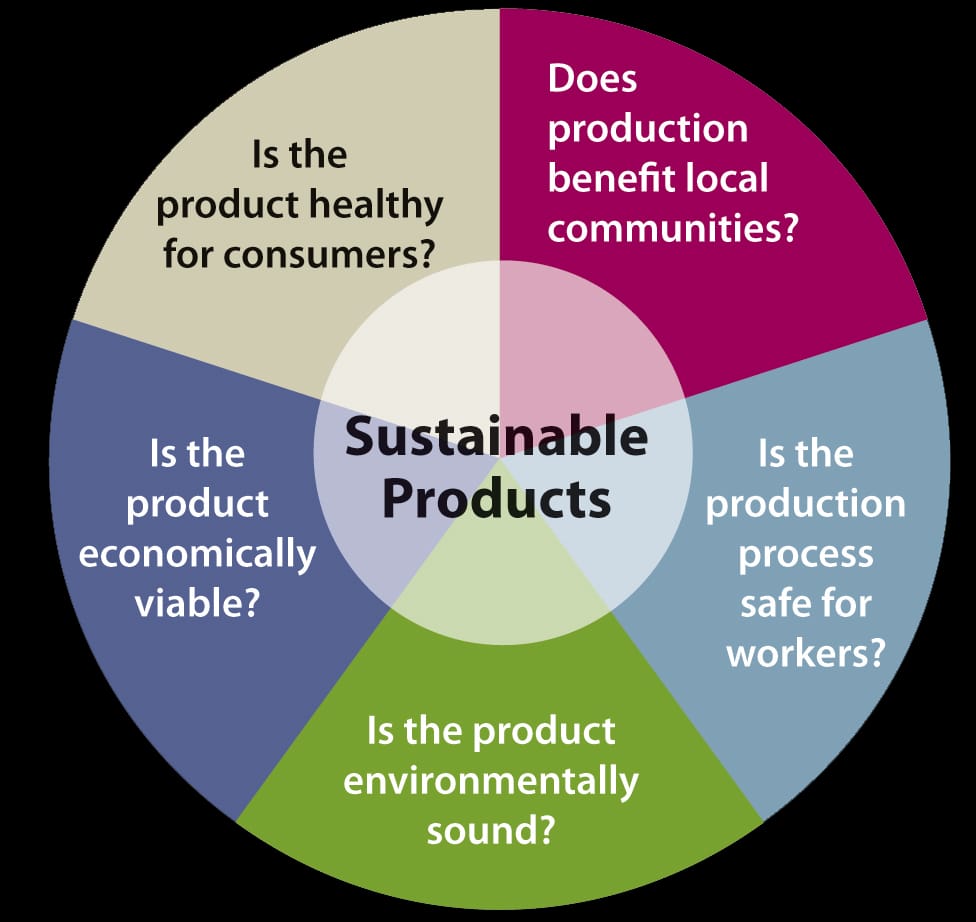 Does
production
benefit local
communities?
Is the
production
process
safe for
workers?
Is the product
environmentally
sound?
Is the
product
economically
viable?
Is the
product healthy
for consumers?
Sustainable
Products